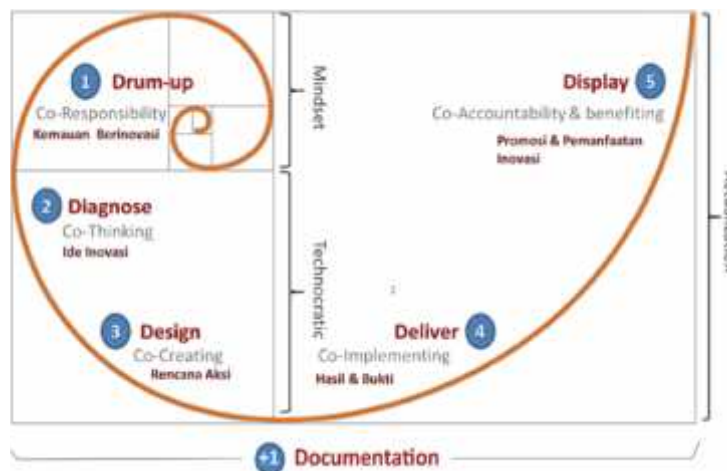 1 Drum-up
Co-Responsibility
Kemauan Berinovasi
2 Diagnose
Co-Thinking
Ide Inovasi
3 Design
Co-Creating
Rencana Aksi
Mindset
Technocratic
Display 5
Co-Accountability & benefiting
Promosi & Pemanfaatan
Inovasi
Deliver 4
Co-Implementing
Hasil & Bukti
+1 Documentation